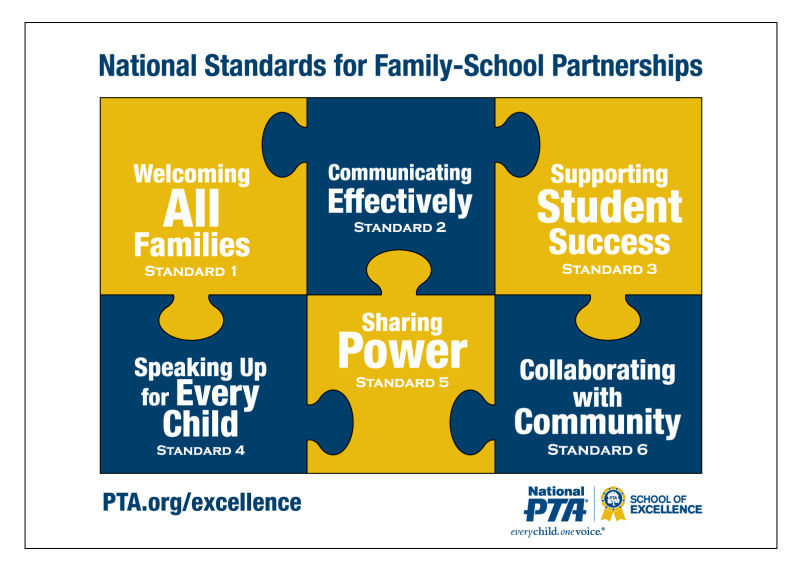 National Standards for Family-School Partnerships
Welcoming
All
Families
STANDARD 1
Communicating
Effectively
STANDARD 2
Supporting
Student
Success
STANDARD 3
Speaking Up
for Every
Child
STANDARD 4
Sharing
Power
STANDARD 5
Collaborating
with
Community
STANDARD 6
PTA.org/excellence
National
PTA®
everychild.onevoice.®
PTA
SCHOOL OF
EXCELLENCE